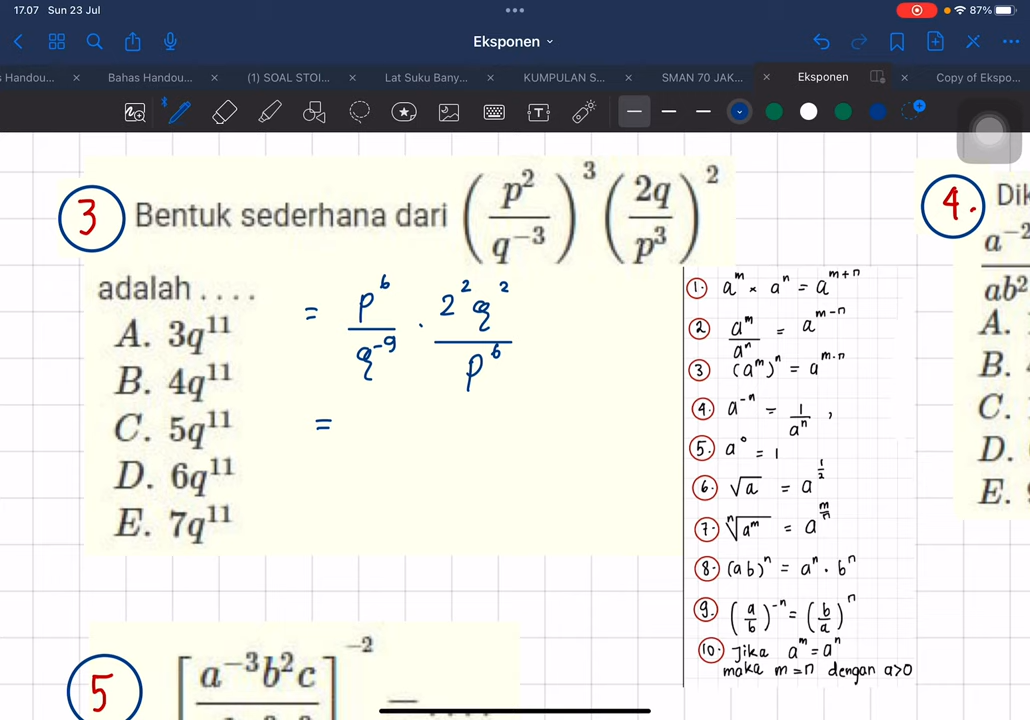 17.07 Sun 23 Jul
87%
Eksponen
s Handou...
Bahas Handou...
(1) SOAL STOI...
Lat Suku Bany...
KUMPULAN S...
SMAN 70 JAK...
Eksponen
Copy of Ekspo...
3 Bentuk sederhana dari (p^2/q^{-3})^3 (2q/p^3)^2
adalah . . . .
A. 3q^{11}
B. 4q^{11}
C. 5q^{11}
D. 6q^{11}
E. 7q^{11}
= p^6/q^{-9} . 2^2 q^2/p^6
=
1. a^m × a^n = a^{m+n}
2 a^m/a^n = a^{m-n}
3 (a^m)^n = a^{m.n}
4. a^{-n} = 1/a^n ,
5. a^0 = 1
6. √a = a^{1/2}
7. ^n√a^m = a^{m/n}
8. (ab)^n = a^n . b^n
9. (a/b)^{-n} = (b/a)^n
10. Jika a^m = a^n
maka m = n dengan a>0
4. Dik
a^{-2}
ab^2
A.
B.
C.
D.
E.
5 [a^{-3}b^2c
]^{-2} =